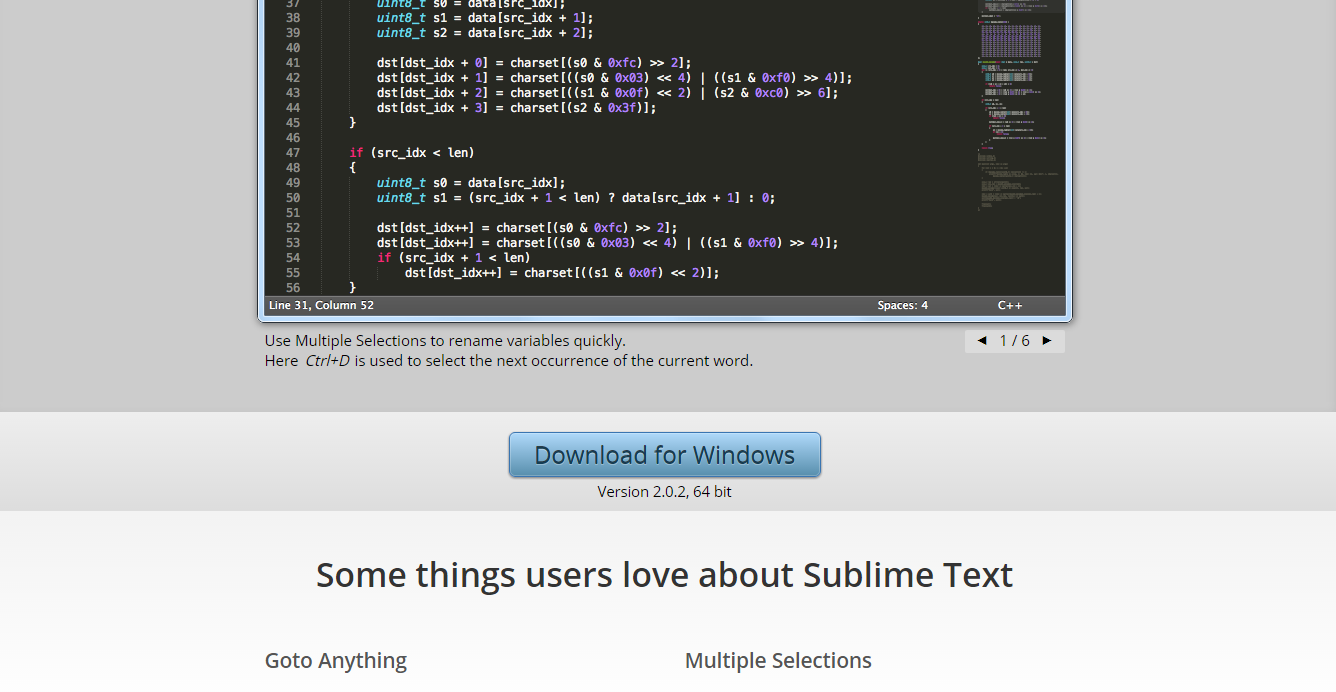 37 uint8_t s0 = data[src_idx];
38 uint8_t s1 = data[src_idx + 1];
39 uint8_t s2 = data[src_idx + 2];
40
41 dst[dst_idx + 0] = charset[(s0 & 0xfc) >> 2];
42 dst[dst_idx + 1] = charset[((s0 & 0x03) << 4) | ((s1 & 0xf0) >> 4)];
43 dst[dst_idx + 2] = charset[((s1 & 0x0f) << 2) | (s2 & 0xc0) >> 6];
44 dst[dst_idx + 3] = charset[(s2 & 0x3f)];
45 }
46
47 if (src_idx < len)
48 {
49 uint8_t s0 = data[src_idx];
50 uint8_t s1 = (src_idx + 1 < len) ? data[src_idx + 1] : 0;
51
52 dst[dst_idx++] = charset[(s0 & 0xfc) >> 2];
53 dst[dst_idx++] = charset[((s0 & 0x03) << 4) | ((s1 & 0xf0) >> 4)];
54 if (src_idx + 1 < len)
55 dst[dst_idx++] = charset[((s1 & 0x0f) << 2)];
56 }
Line 31, Column 52 Spaces: 4 C++
Use Multiple Selections to rename variables quickly. ◄ 1 / 6 ►
Here Ctrl+D is used to select the next occurrence of the current word.
Download for Windows
Version 2.0.2, 64 bit
Some things users love about Sublime Text
Goto Anything Multiple Selections